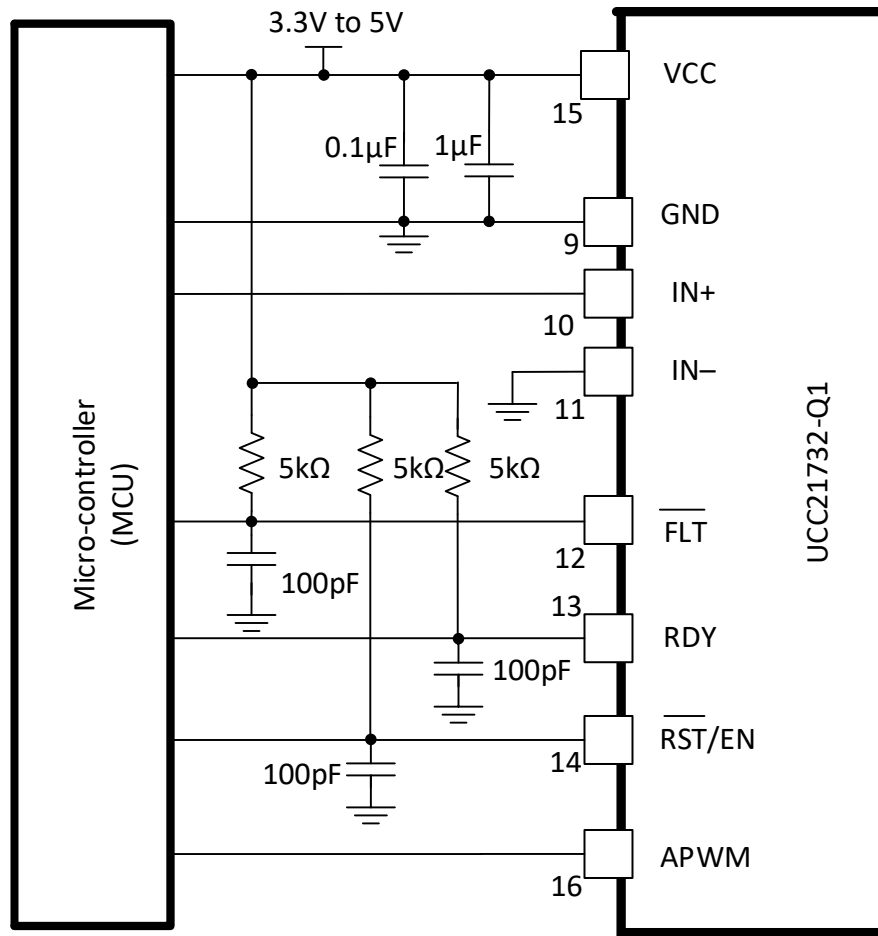 3.3V to 5V
VCC
15
0.1µF
1µF
GND
9
IN+
10
IN–
11
Micro-controller
(MCU)
UCC21732-Q1
5kΩ
5kΩ
5kΩ
FLT
12
100pF
13
RDY
100pF
RST/EN
14
100pF
APWM
16